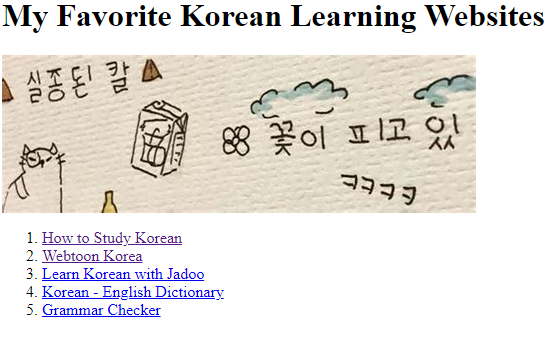 My Favorite Korean Learning Websites
실종된 칼
꽃이 피고 있
ㅋㅋㅋㅋ
1. How to Study Korean
2. Webtoon Korea
3. Learn Korean with Jadoo
4. Korean - English Dictionary
5. Grammar Checker